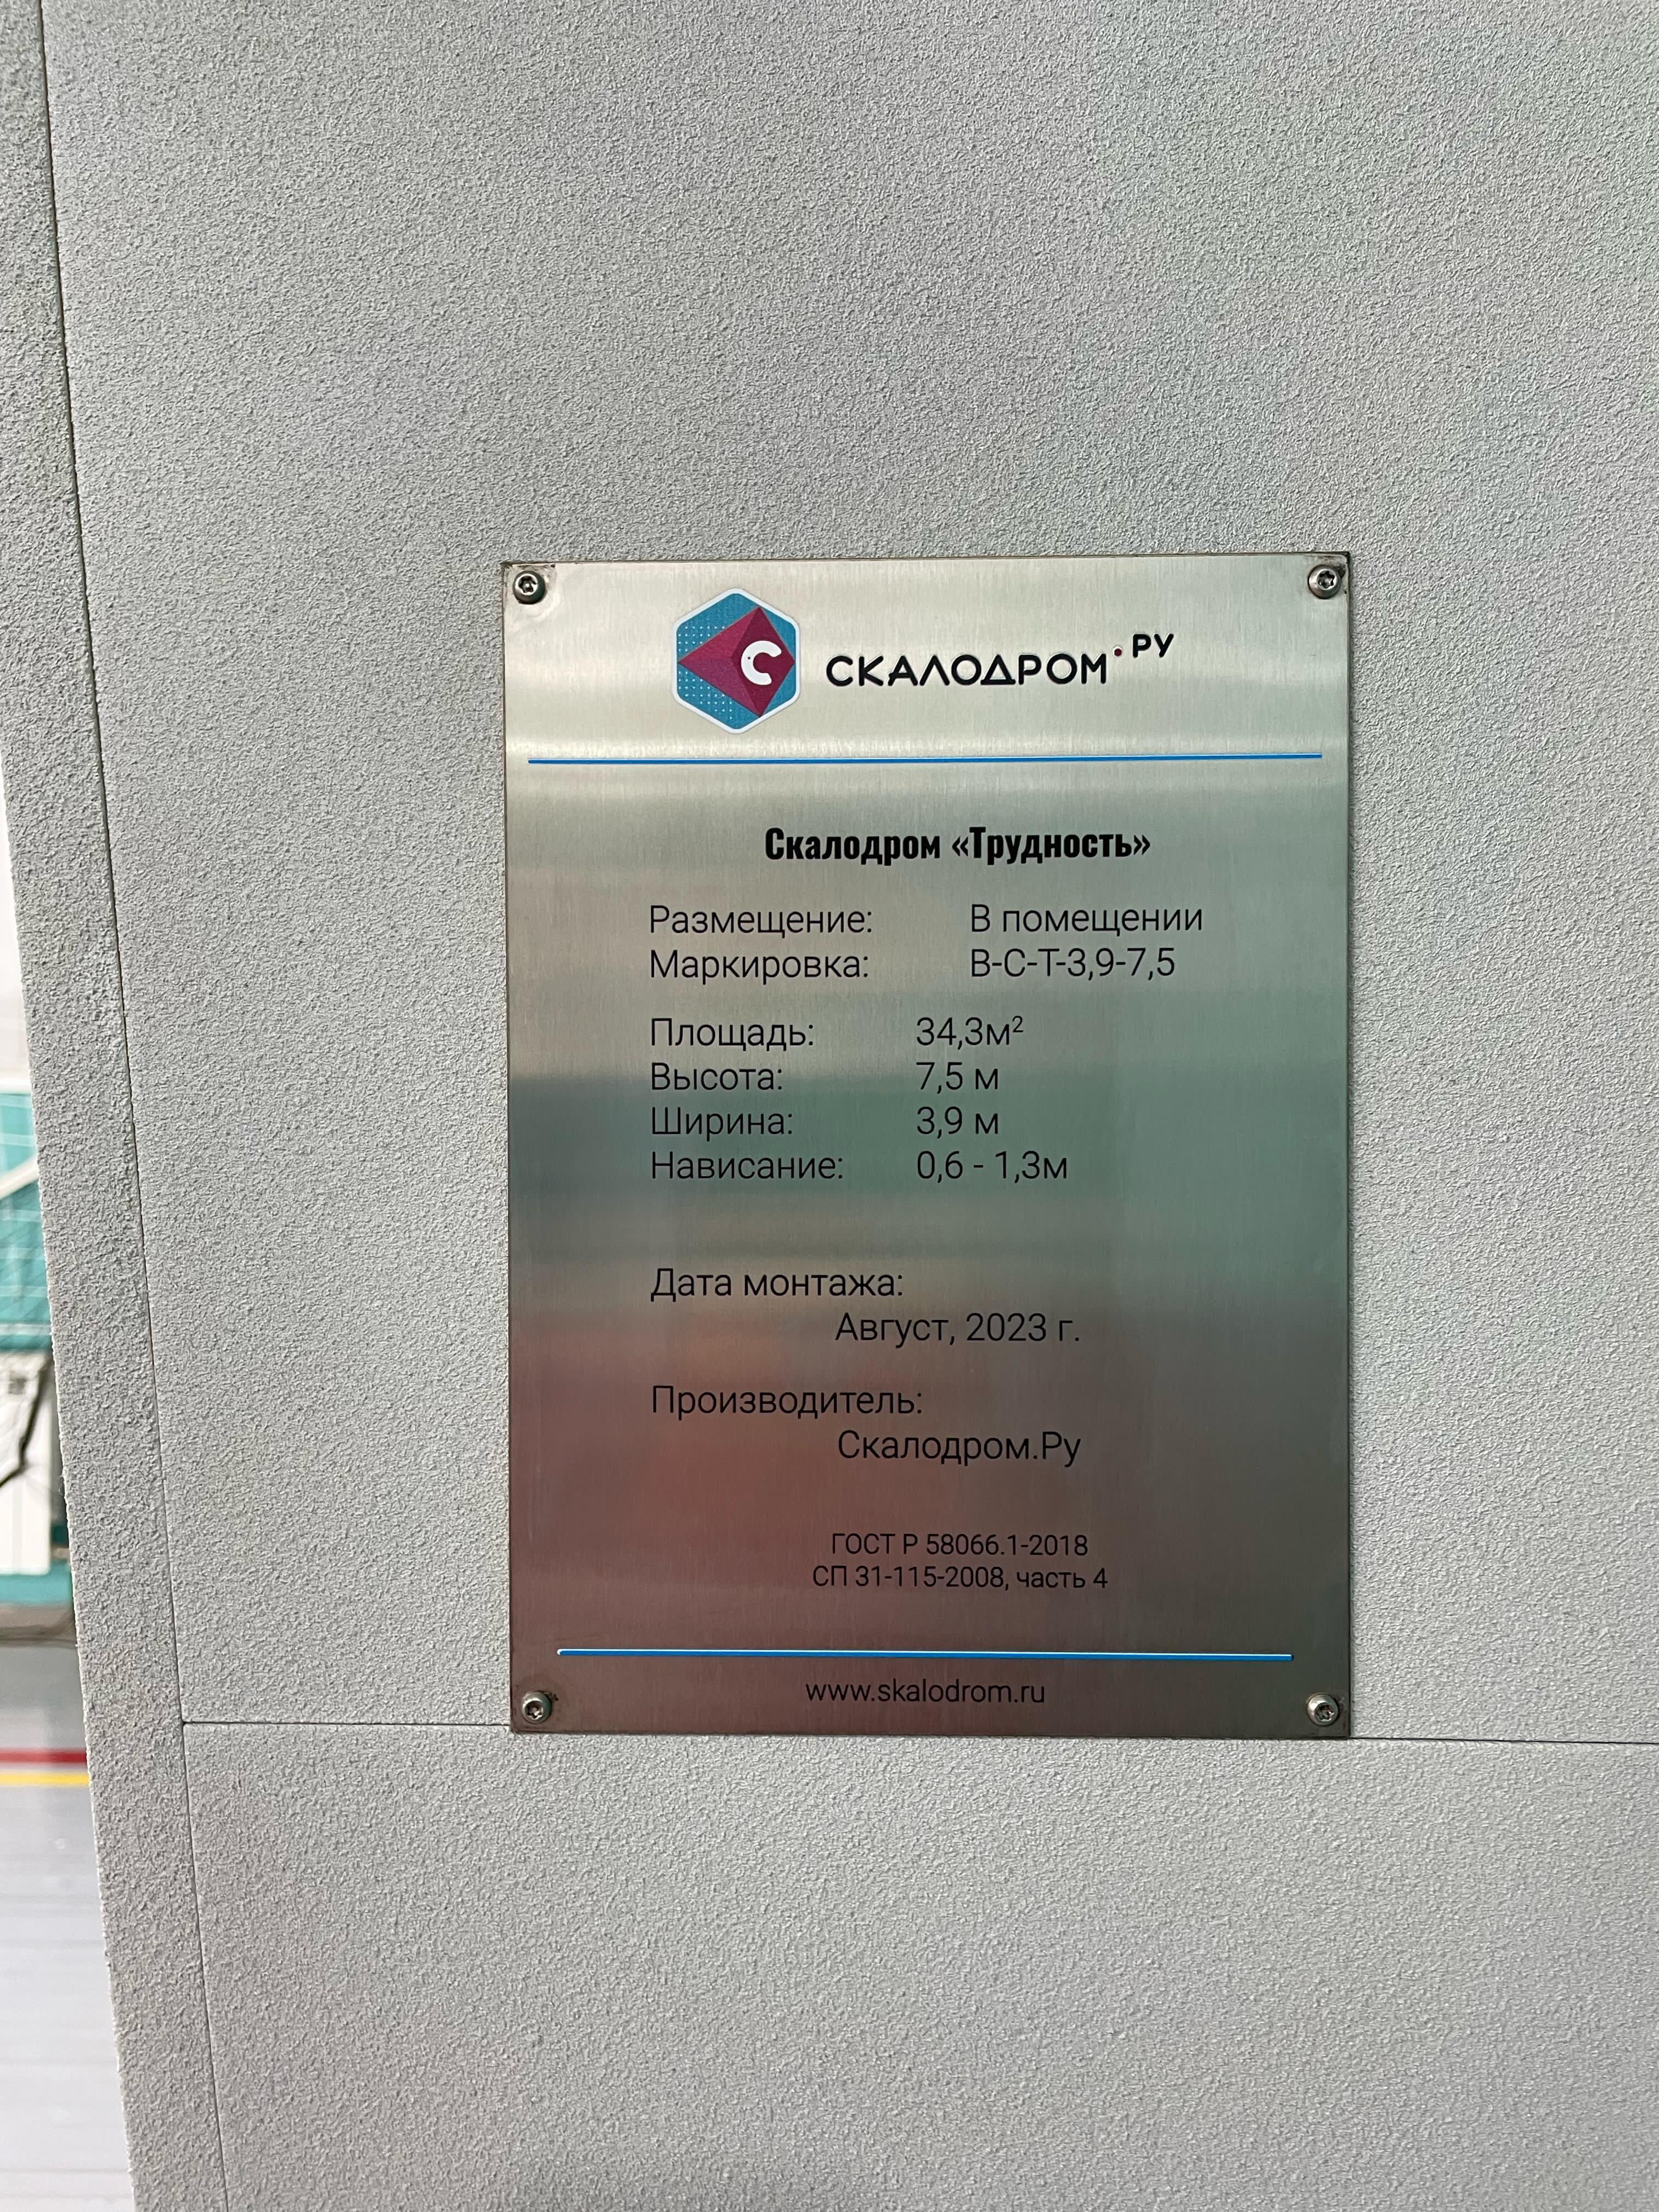 С СКАЛОДРОМ.РУ
Скалодром «Трудность»
Размещение: В помещении
Маркировка: В-С-Т-3,9-7,5
Площадь: 34,3м²
Высота: 7,5 м
Ширина: 3,9 м
Нависание: 0,6 - 1,3м
Дата монтажа:
Август, 2023 г.
Производитель:
Скалодром.Ру
ГОСТ Р 58066.1-2018
СП 31-115-2008, часть 4
www.skalodrom.ru